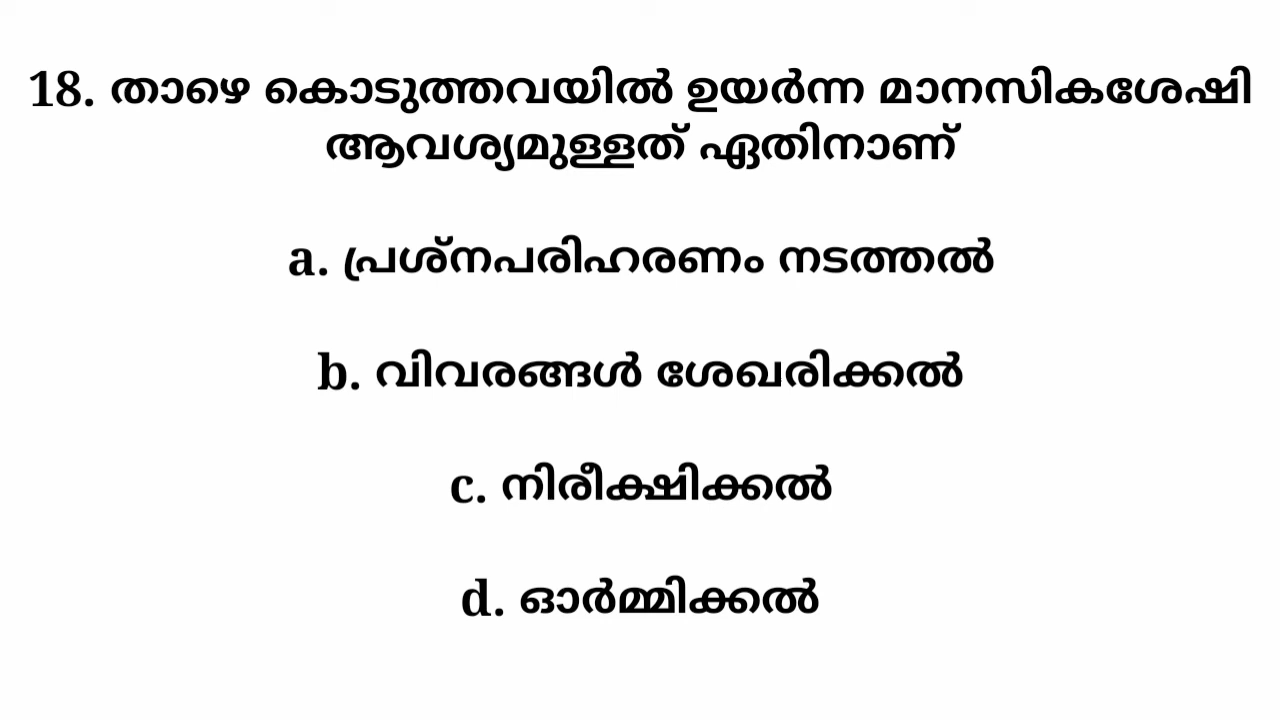 18. താഴെ കൊടുത്തവയിൽ ഉയർന്ന മാനസികശേഷി
ആവശ്യമുള്ളത് ഏതിനാണ്
a. പ്രശ്നപരിഹരണം നടത്തൽ
b. വിവരങ്ങൾ ശേഖരിക്കൽ
c. നിരീക്ഷിക്കൽ
d. ഓർമ്മിക്കൽ